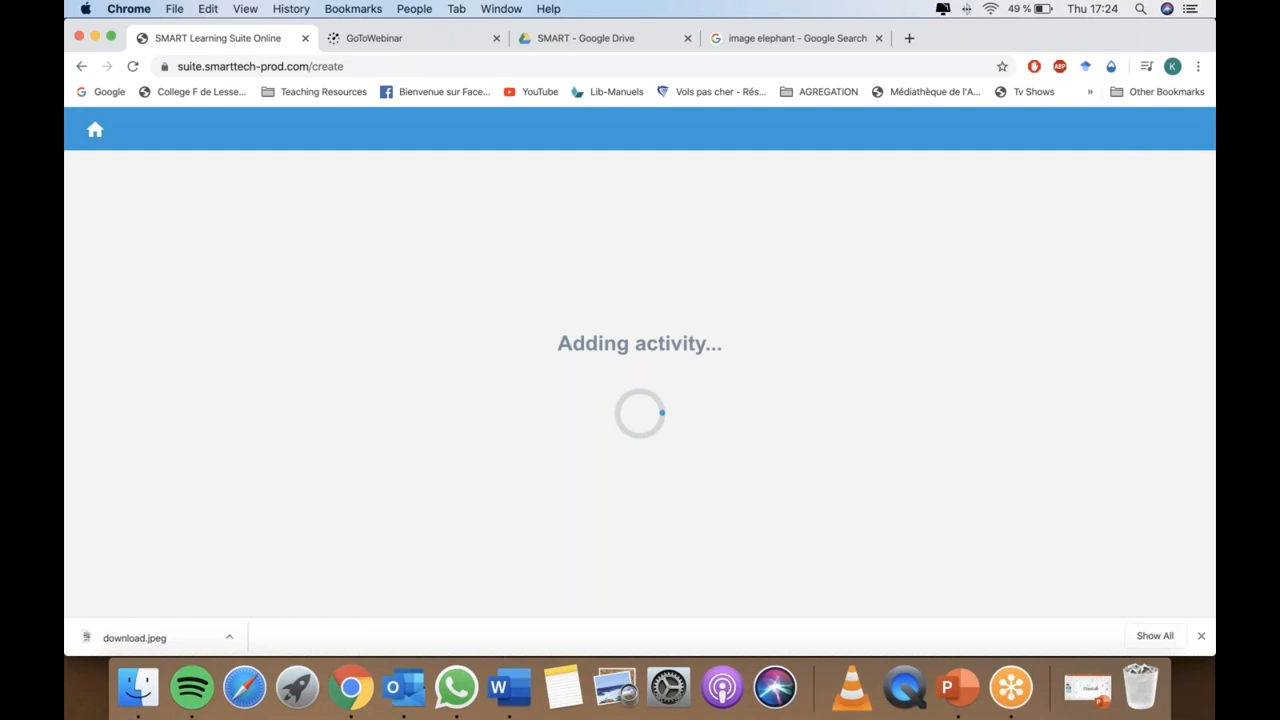 Chrome File Edit View History Bookmarks People Tab Window Help 49 % Thu 17:24
SMART Learning Suite Online GoToWebinar SMART - Google Drive image elephant - Google Search
suite.smarttech-prod.com/create ABP K
Google College F de Lesse... Teaching Resources Bienvenue sur Face... YouTube Lib-Manuels Vols pas cher - Rés... AGREGATION Médiathèque de l'A... Tv Shows » Other Bookmarks
Adding activity...
download.jpeg Show All